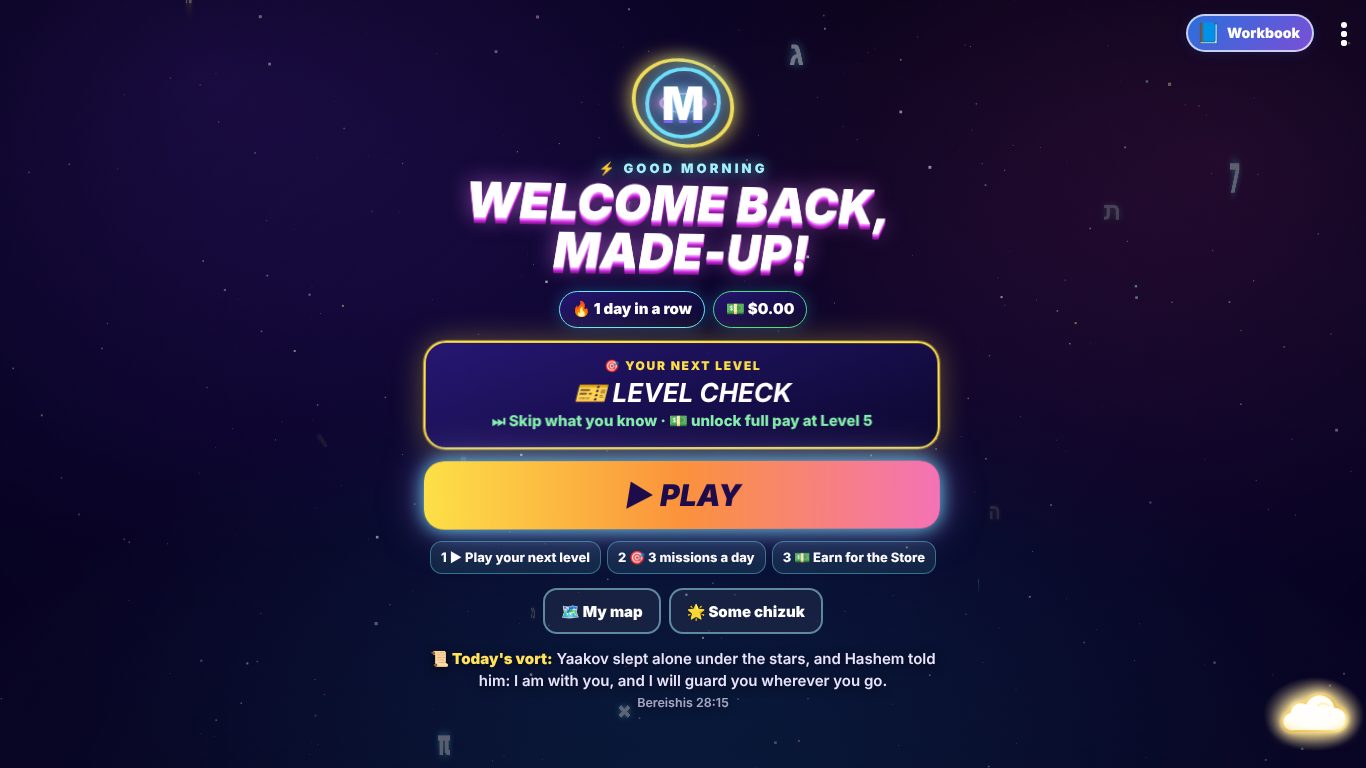 Workbook
M
GOOD MORNING
WELCOME BACK,
MADE-UP!
1 day in a row
$0.00
YOUR NEXT LEVEL
LEVEL CHECK
Skip what you know · unlock full pay at Level 5
PLAY
1 ▶ Play your next level
2 🎯 3 missions a day
3 💵 Earn for the Store
My map
Some chizuk
Today's vort: Yaakov slept alone under the stars, and Hashem told
him: I am with you, and I will guard you wherever you go.
Bereishis 28:15
ג
ת
ה
π